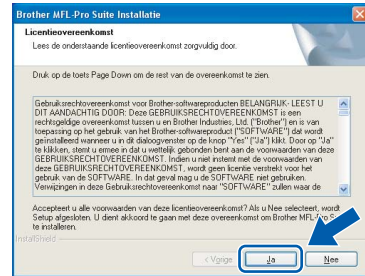 Brother MFL-Pro Suite Installatie
Licentieovereenkomst
Lees de onderstaande licentieovereenkomst zorgvuldig door.
Druk op de toets Page Down om de rest van de overeenkomst te zien.
Gebruiksrechtovereenkomst voor Brother-softwareproducten BELANGRIJK- LEEST U
DIT AANDACHTIG DOOR: Deze GEBRUIKSRECHTOVEREENKOMST is een
rechtsgeldige overeenkomst tussen u en Brother Industries, Ltd. ("Brother") en is van
toepassing op het gebruik van het Brother-softwareproduct ("SOFTWARE") dat wordt
geïnstalleerd wanneer u in dit dialoogvenster op de knop "Yes" ("Ja") klikt. Door op "Ja"
te klikken, stemt u ermee in dat u wettelijk gebonden bent aan de voorwaarden van deze
GEBRUIKSRECHTOVEREENKOMST. Indien u niet instemt met de voorwaarden van
deze GEBRUIKSRECHTOVEREENKOMST, wordt geen licentie verstrekt voor het
gebruik van de SOFTWARE. In dat geval mag u de SOFTWARE niet gebruiken.
Verwijzingen in deze Gebruiksrechtovereenkomst naar "SOFTWARE" zullen waar de
Accepteert u alle voorwaarden van deze licentieovereenkomst? Als u Nee selecteert, wordt
Setup afgesloten. U dient akkoord te gaan met deze overeenkomst om Brother MFL-Pro
te installeren.
InstallShield
< Vorige
Ja
Nee